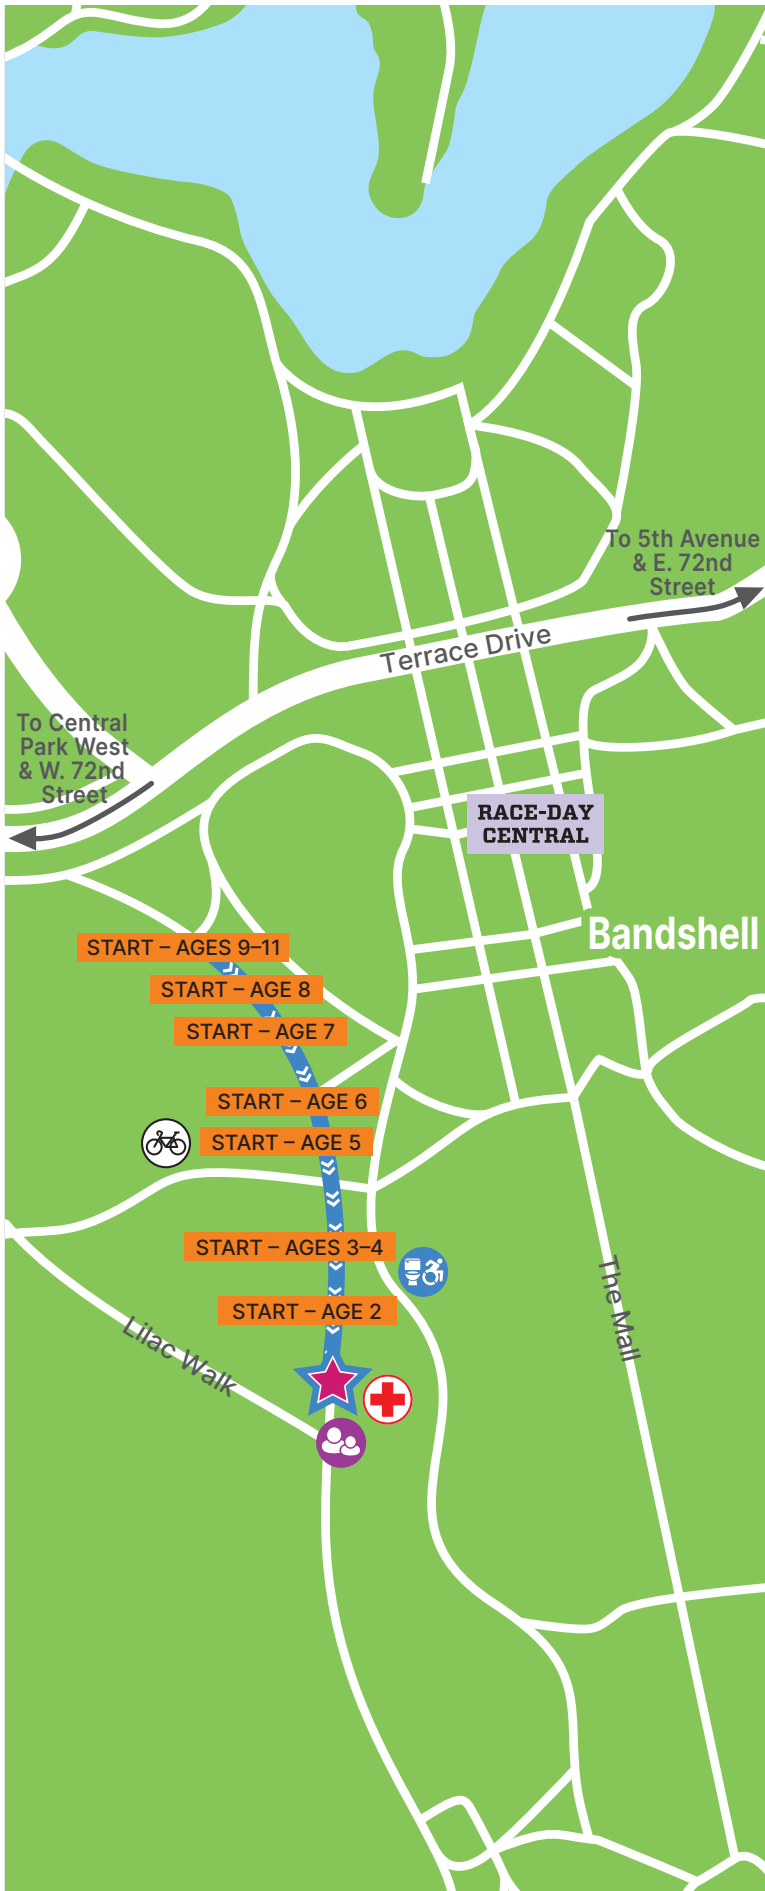 To 5th Avenue
& E. 72nd
Street
Terrace Drive
To Central
Park West
& W. 72nd
Street
RACE-DAY
CENTRAL
Bandshell
START – AGES 9–11
START – AGE 8
START – AGE 7
START – AGE 6
START – AGE 5
START – AGES 3–4
START – AGE 2
Lilac Walk
The Mall